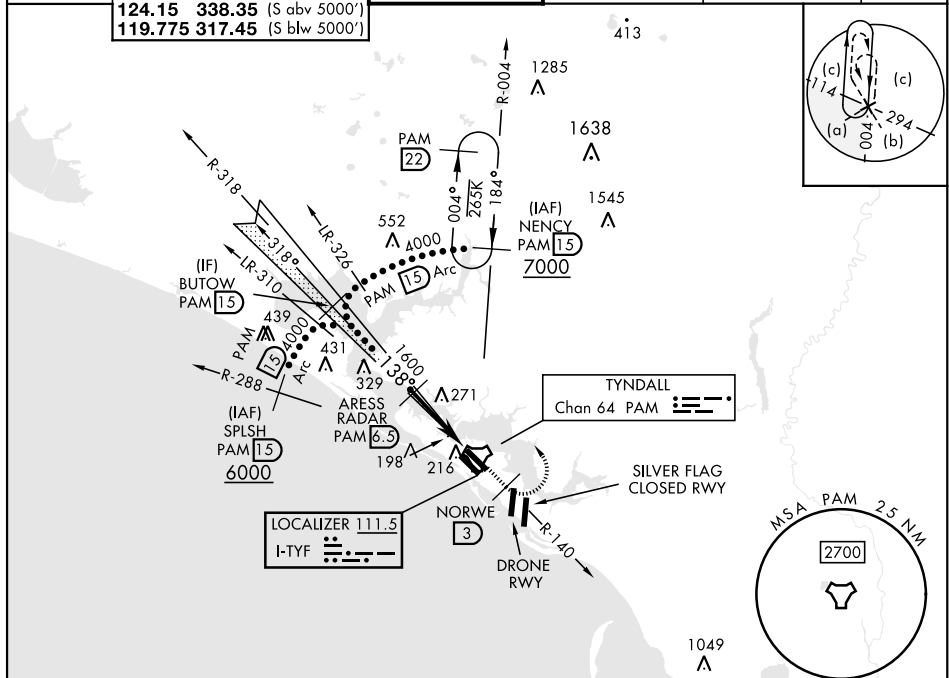 124.15 338.35 (S abv 5000')
119.775 317.45 (S blw 5000')
413
1285
R-004
1638
1545
PAM
22
004°
265K
184°
(IAF)
NENCY
PAM 15
7000
(c)
(c)
114
294
(a)
(b)
004
R-318
318°
LR-326
LR-310
552
4000
PAM 15 Arc
(IF)
BUTOW
PAM 15
439
PAM 15 Arc
4000
431
329
R-288
1600
138°
271
ARESS
RADAR
PAM 6.5
(IAF)
SPLSH
PAM 15
6000
198
216
TYNDALL
Chan 64 PAM
SILVER FLAG
CLOSED RWY
NORWE
3
LOCALIZER 111.5
I-TYF
DRONE
RWY
R-140
MSA PAM 25 NM
2700
1049